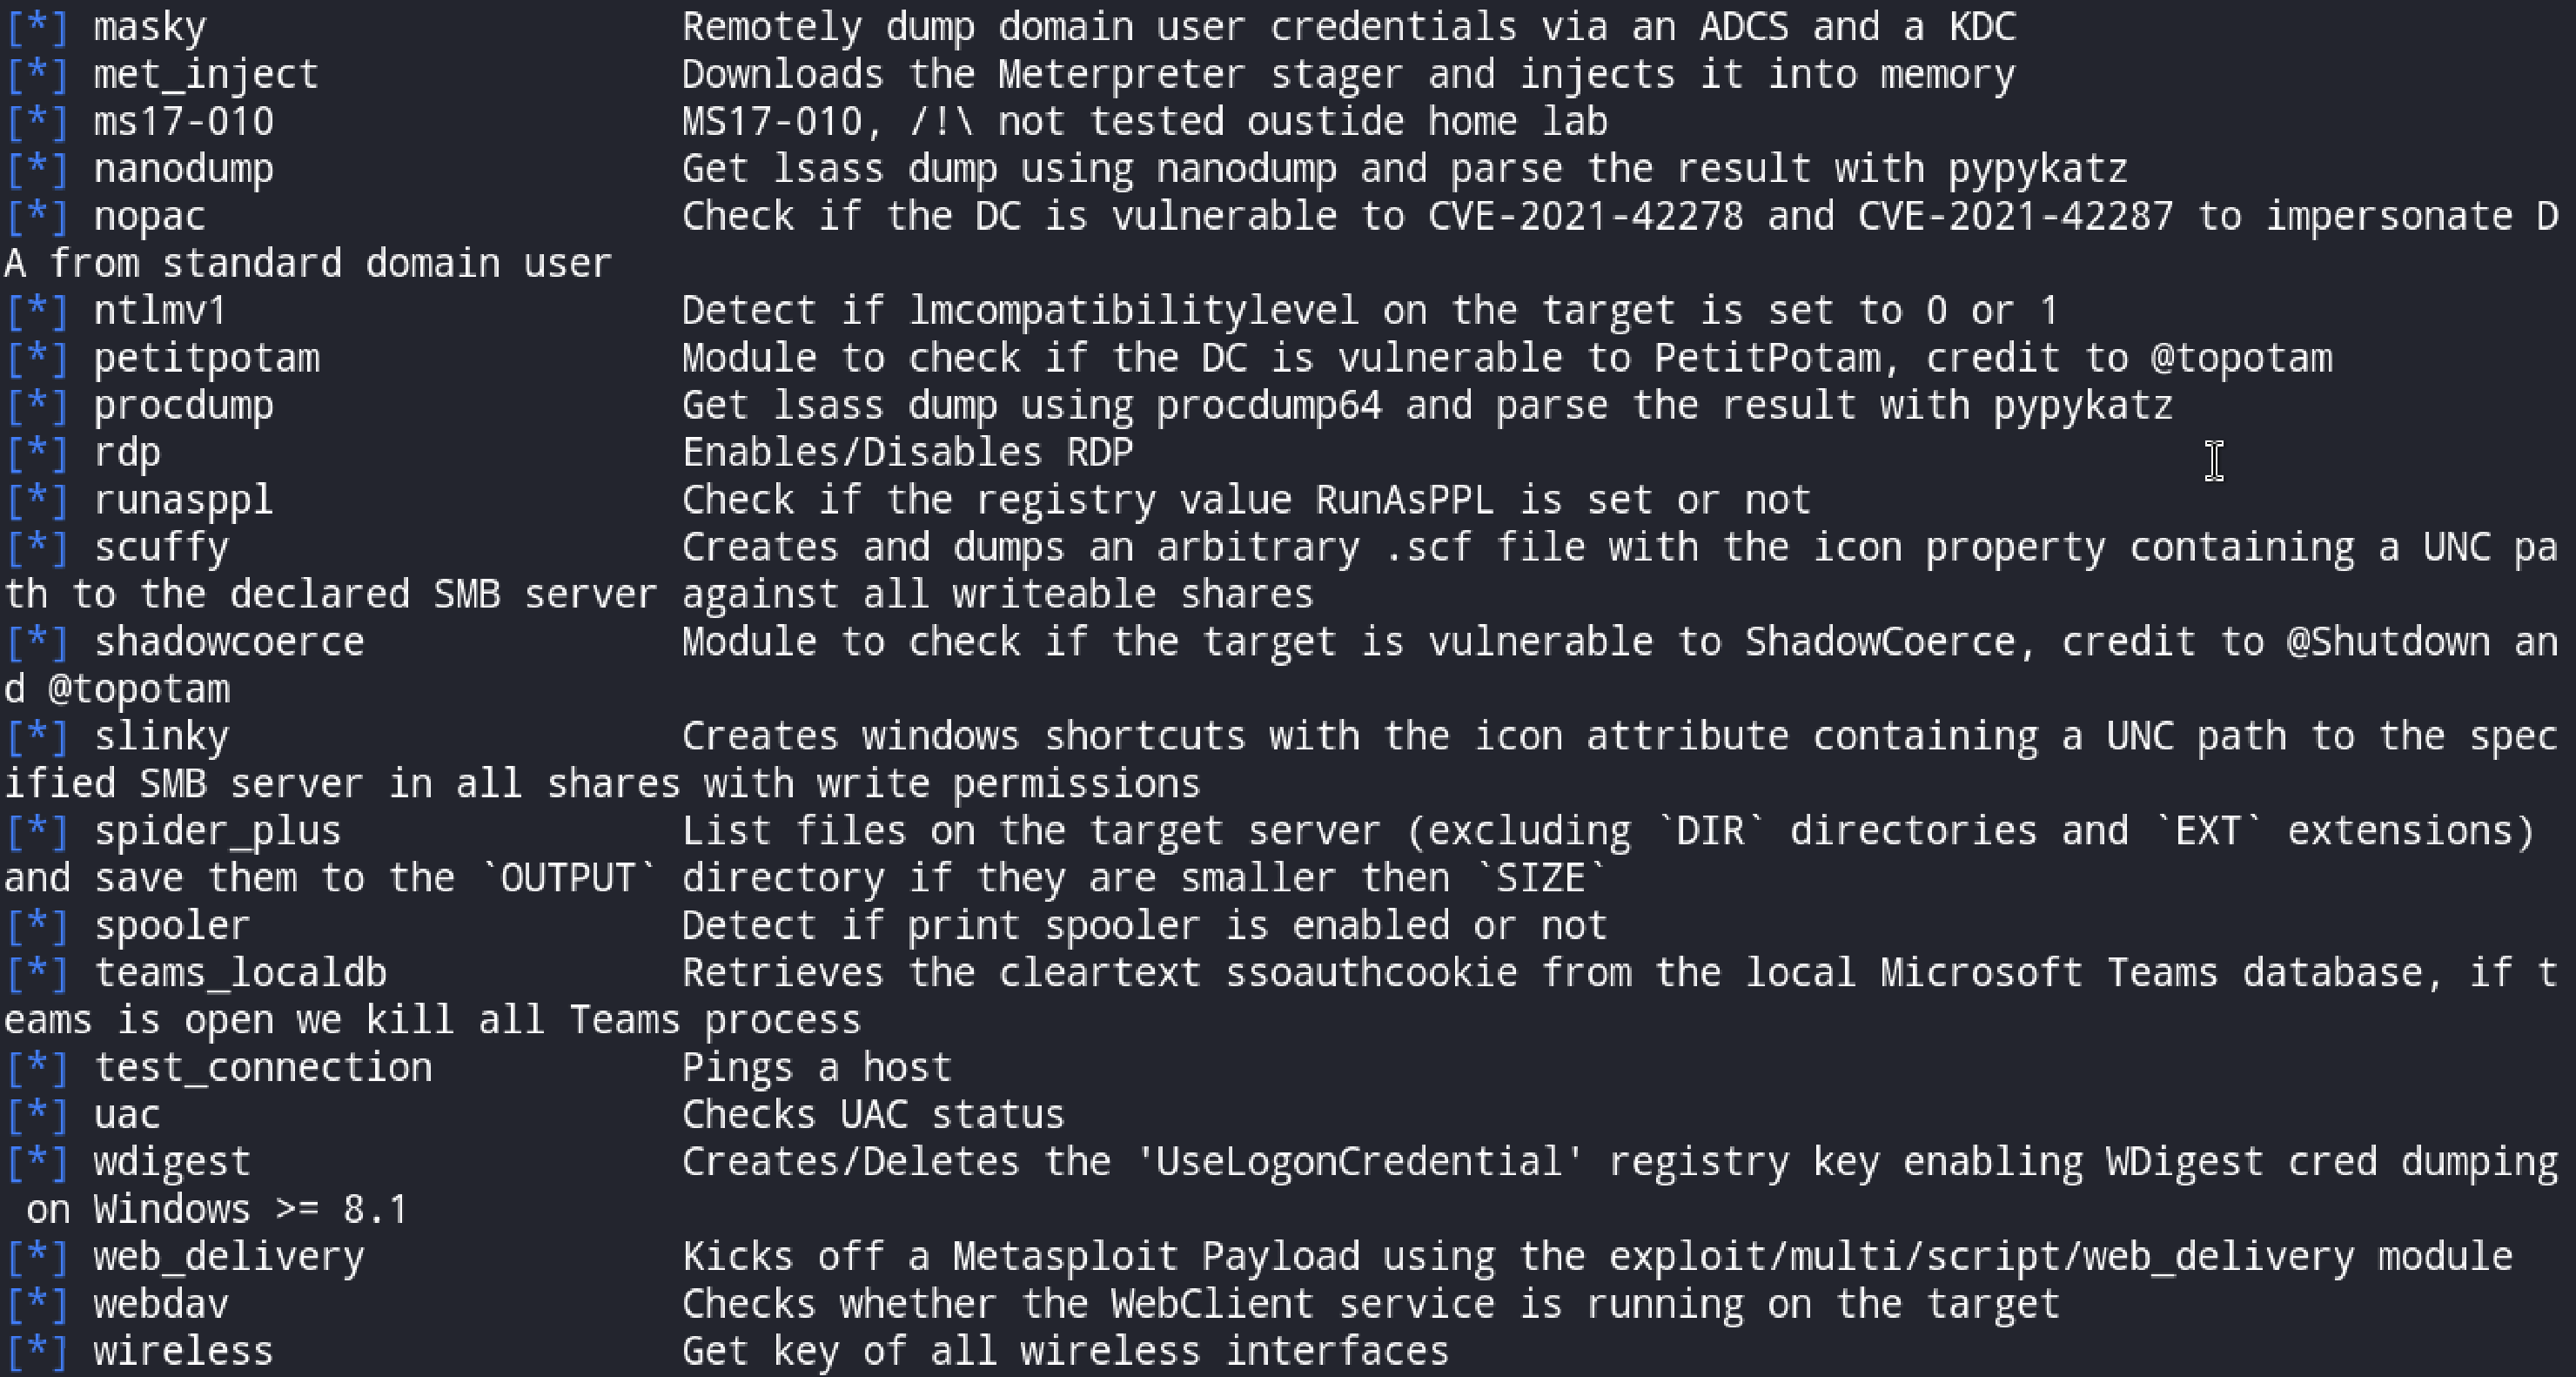 [*] masky                     Remotely dump domain user credentials via an ADCS and a KDC
[*] met_inject                Downloads the Meterpreter stager and injects it into memory
[*] ms17-010                  MS17-010, /!\ not tested oustide home lab
[*] nanodump                  Get lsass dump using nanodump and parse the result with pypykatz
[*] nopac                     Check if the DC is vulnerable to CVE-2021-42278 and CVE-2021-42287 to impersonate D
A from standard domain user
[*] ntlmv1                    Detect if lmcompatibilitylevel on the target is set to 0 or 1
[*] petitpotam                Module to check if the DC is vulnerable to PetitPotam, credit to @topotam
[*] procdump                  Get lsass dump using procdump64 and parse the result with pypykatz
[*] rdp                       Enables/Disables RDP
[*] runasppl                  Check if the registry value RunAsPPL is set or not
[*] scuffy                    Creates and dumps an arbitrary .scf file with the icon property containing a UNC pa
th to the declared SMB server against all writeable shares
[*] shadowcoerce              Module to check if the target is vulnerable to ShadowCoerce, credit to @Shutdown an
d @topotam
[*] slinky                    Creates windows shortcuts with the icon attribute containing a UNC path to the spec
ified SMB server in all shares with write permissions
[*] spider_plus               List files on the target server (excluding `DIR` directories and `EXT` extensions)
and save them to the `OUTPUT` directory if they are smaller then `SIZE`
[*] spooler                   Detect if print spooler is enabled or not
[*] teams_localdb             Retrieves the cleartext ssoauthcookie from the local Microsoft Teams database, if t
eams is open we kill all Teams process
[*] test_connection           Pings a host
[*] uac                       Checks UAC status
[*] wdigest                   Creates/Deletes the 'UseLogonCredential' registry key enabling WDigest cred dumping
 on Windows >= 8.1
[*] web_delivery              Kicks off a Metasploit Payload using the exploit/multi/script/web_delivery module
[*] webdav                    Checks whether the WebClient service is running on the target
[*] wireless                  Get key of all wireless interfaces